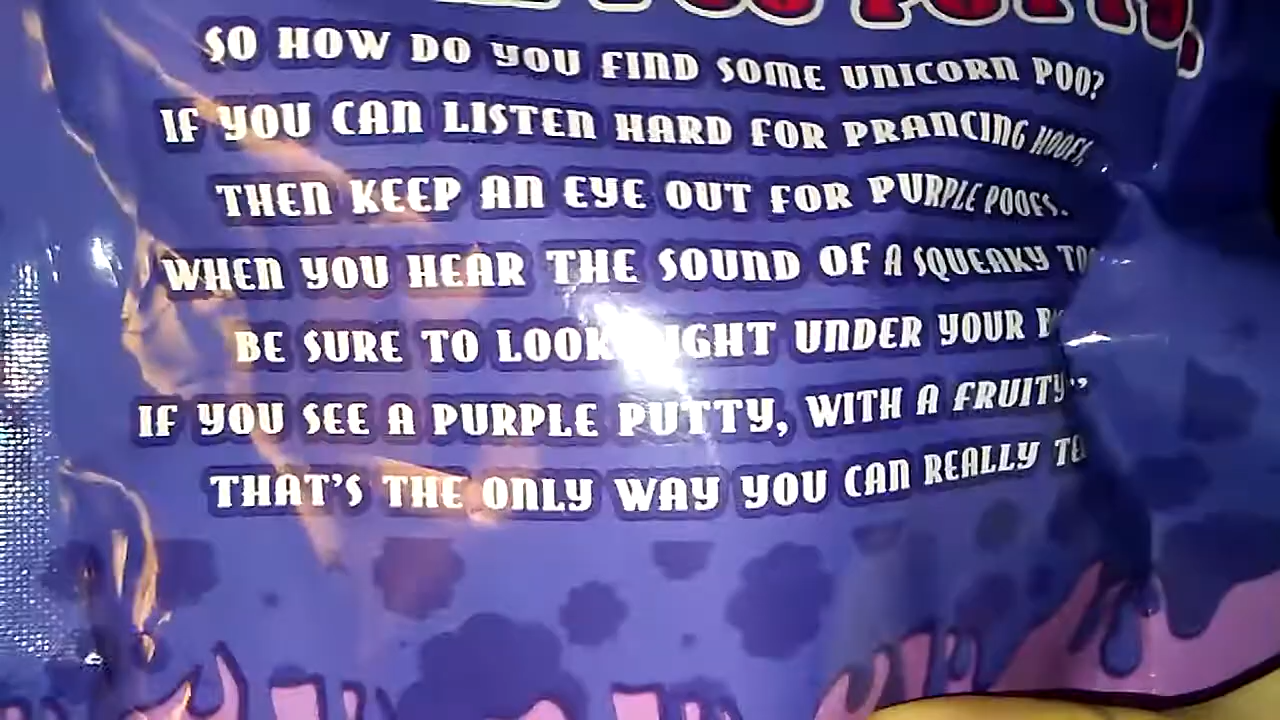 POO PUTTY,
SO HOW DO YOU FIND SOME UNICORN POO?
IF YOU CAN LISTEN HARD FOR PRANCING HOOFS,
THEN KEEP AN EYE OUT FOR PURPLE POOFS.
WHEN YOU HEAR THE SOUND OF A SQUEAKY
BE SURE TO LOOK UNDER YOUR
IF YOU SEE A PURPLE PUTTY, WITH A FRUITY
THAT'S THE ONLY WAY YOU CAN REALLY